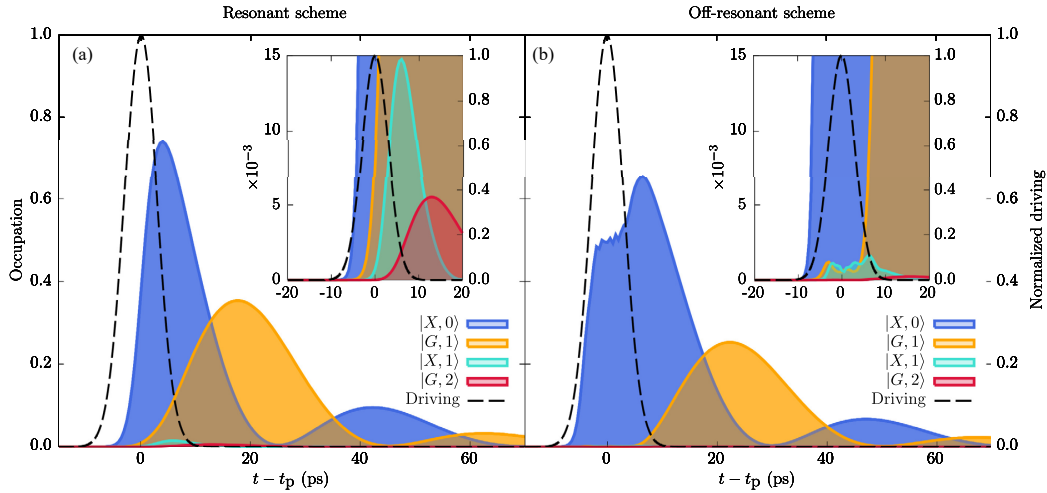 Resonant scheme
Off-resonant scheme
Occupation
1.0
0.8
0.6
0.4
0.2
0.0
(a)
×10⁻³
15
10
5
0
1.0
0.8
0.6
0.4
0.2
0.0
-20 -10 0 10 20
|X, 0⟩
|G, 1⟩
|X, 1⟩
|G, 2⟩
Driving
0 20 40 60
t − tp (ps)
(b)
×10⁻³
15
10
5
0
1.0
0.8
0.6
0.4
0.2
0.0
-20 -10 0 10 20
|X, 0⟩
|G, 1⟩
|X, 1⟩
|G, 2⟩
Driving
0 20 40 60
t − tp (ps)
1.0
0.8
0.6
0.4
0.2
0.0
Normalized driving